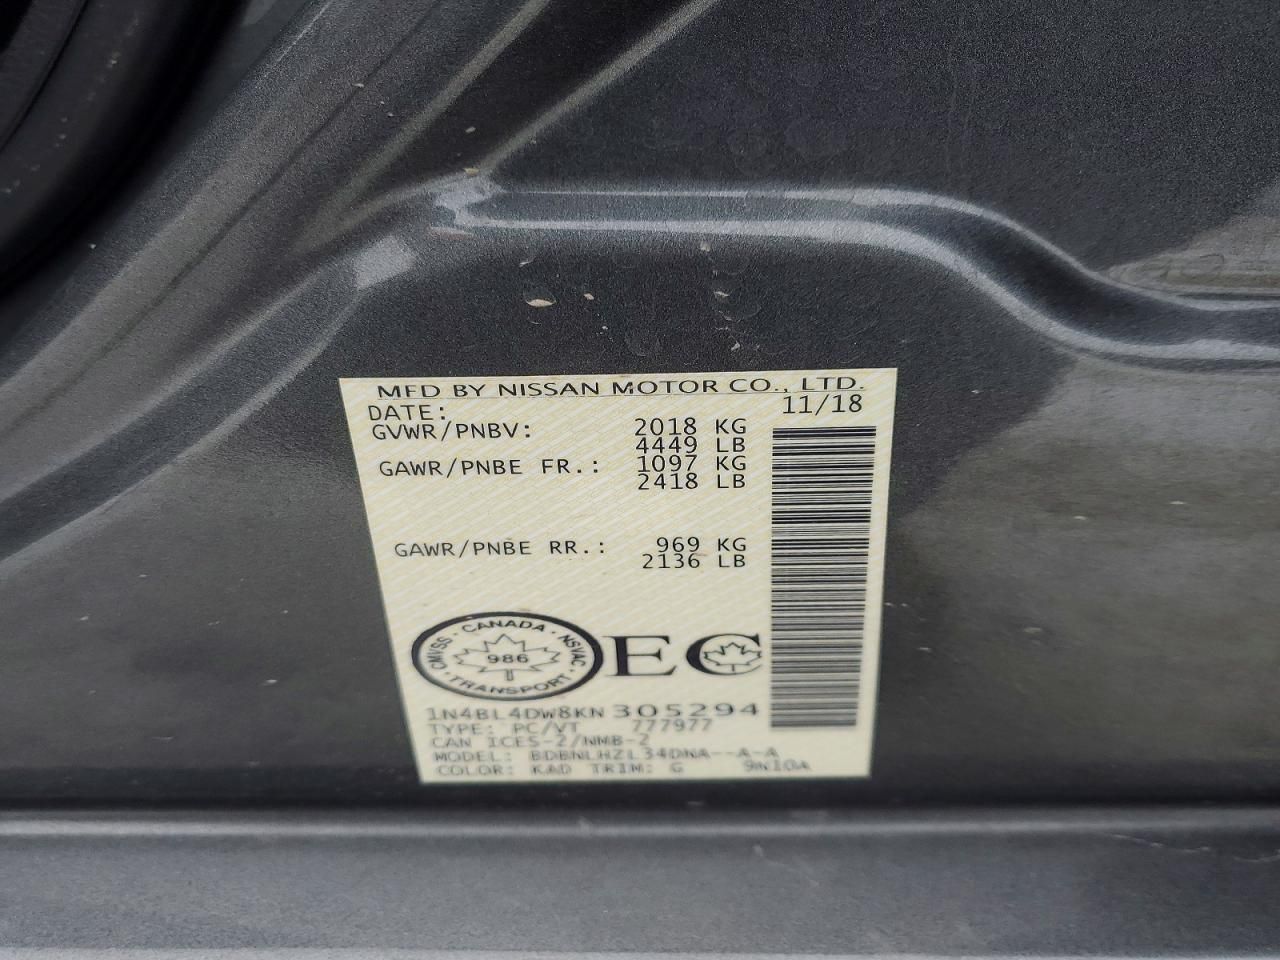 MFD BY NISSAN MOTOR CO., LTD.
DATE: 11/18
GVWR/PNBV: 2018 KG
4449 LB
GAWR/PNBE FR.: 1097 KG
2418 LB
GAWR/PNBE RR.: 969 KG
2136 LB
CANADA · NSVAC · TRANSPORT · CMVSS ·
986
EC
1N4BL4DW8KN305294
TYPE: PC/VT 777977
CAN ICES-2/NMB-2
MODEL: BDBNLHZL34DNA--A-A
COLOR: KAD TRIM: G 9N10A